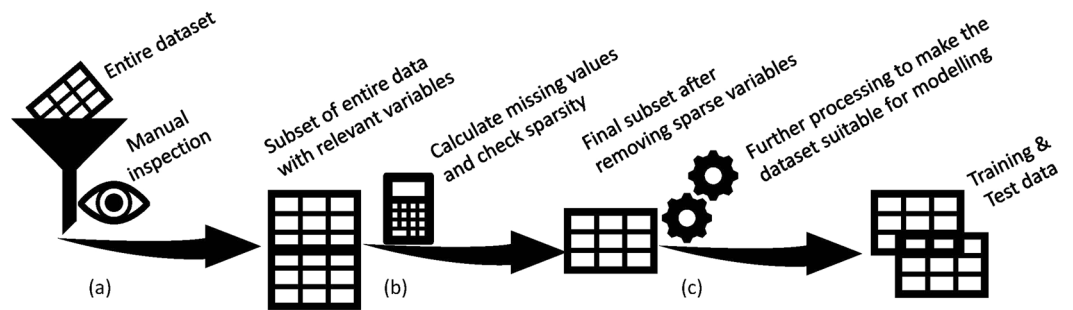 Entire dataset
Manual
inspection
(a)
Subset of entire data
with relevant variables
Calculate missing values
and check sparsity
(b)
Final subset after
removing sparse variables
Further processing to make the
dataset suitable for modelling
(c)
Training &
Test data